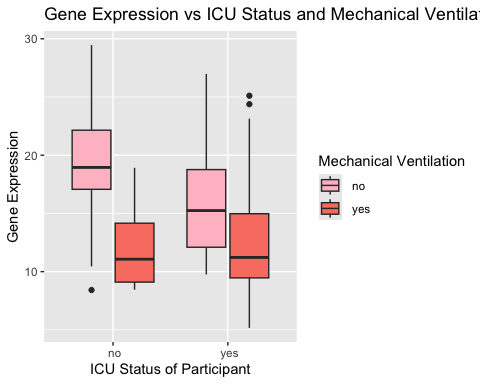 Gene Expression vs ICU Status and Mechanical
30
20
10
Gene Expression
no
yes
ICU Status of Participant
Mechanical Ventilation
no
yes